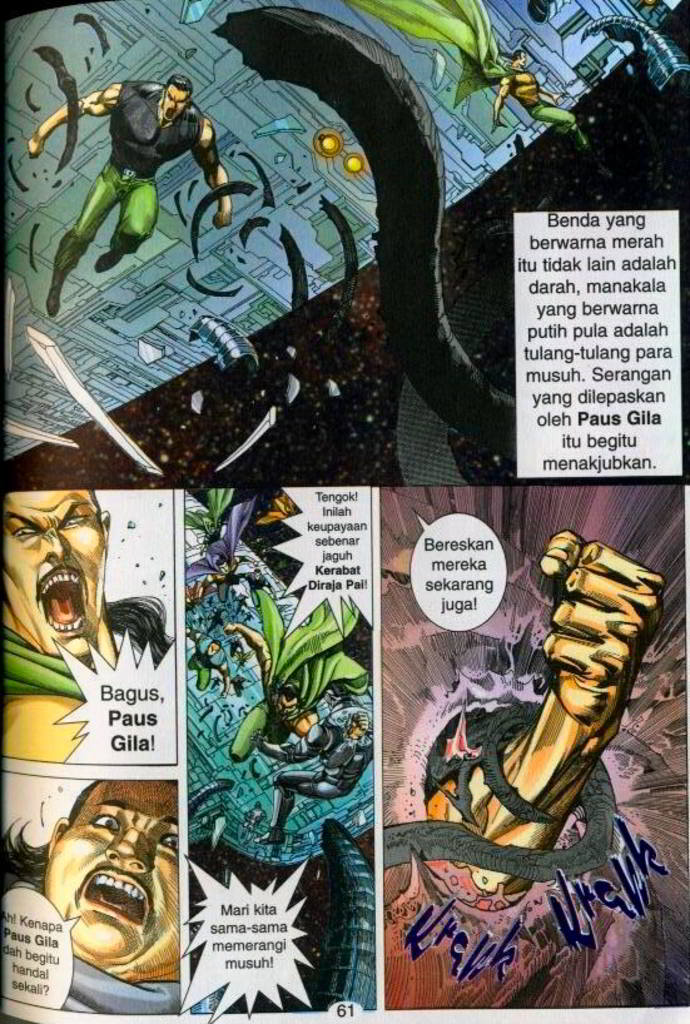 Benda yang
berwarna merah
itu tidak lain adalah
darah, manakala
yang berwarna
putih pula adalah
tulang-tulang para
musuh. Serangan
yang dilepaskan
oleh Paus Gila
itu begitu
menakjubkan.
Bagus,
Paus
Gila!
Ah! Kenapa
Paus Gila
dah begitu
handal
sekali?
Tengok!
Inilah
keupayaan
sebenar
jaguh
Kerabat
Diraja Pai!
Mari kita
sama-sama
memerangi
musuh!
Bereskan
mereka
sekarang
juga!
Krak
Krak
61